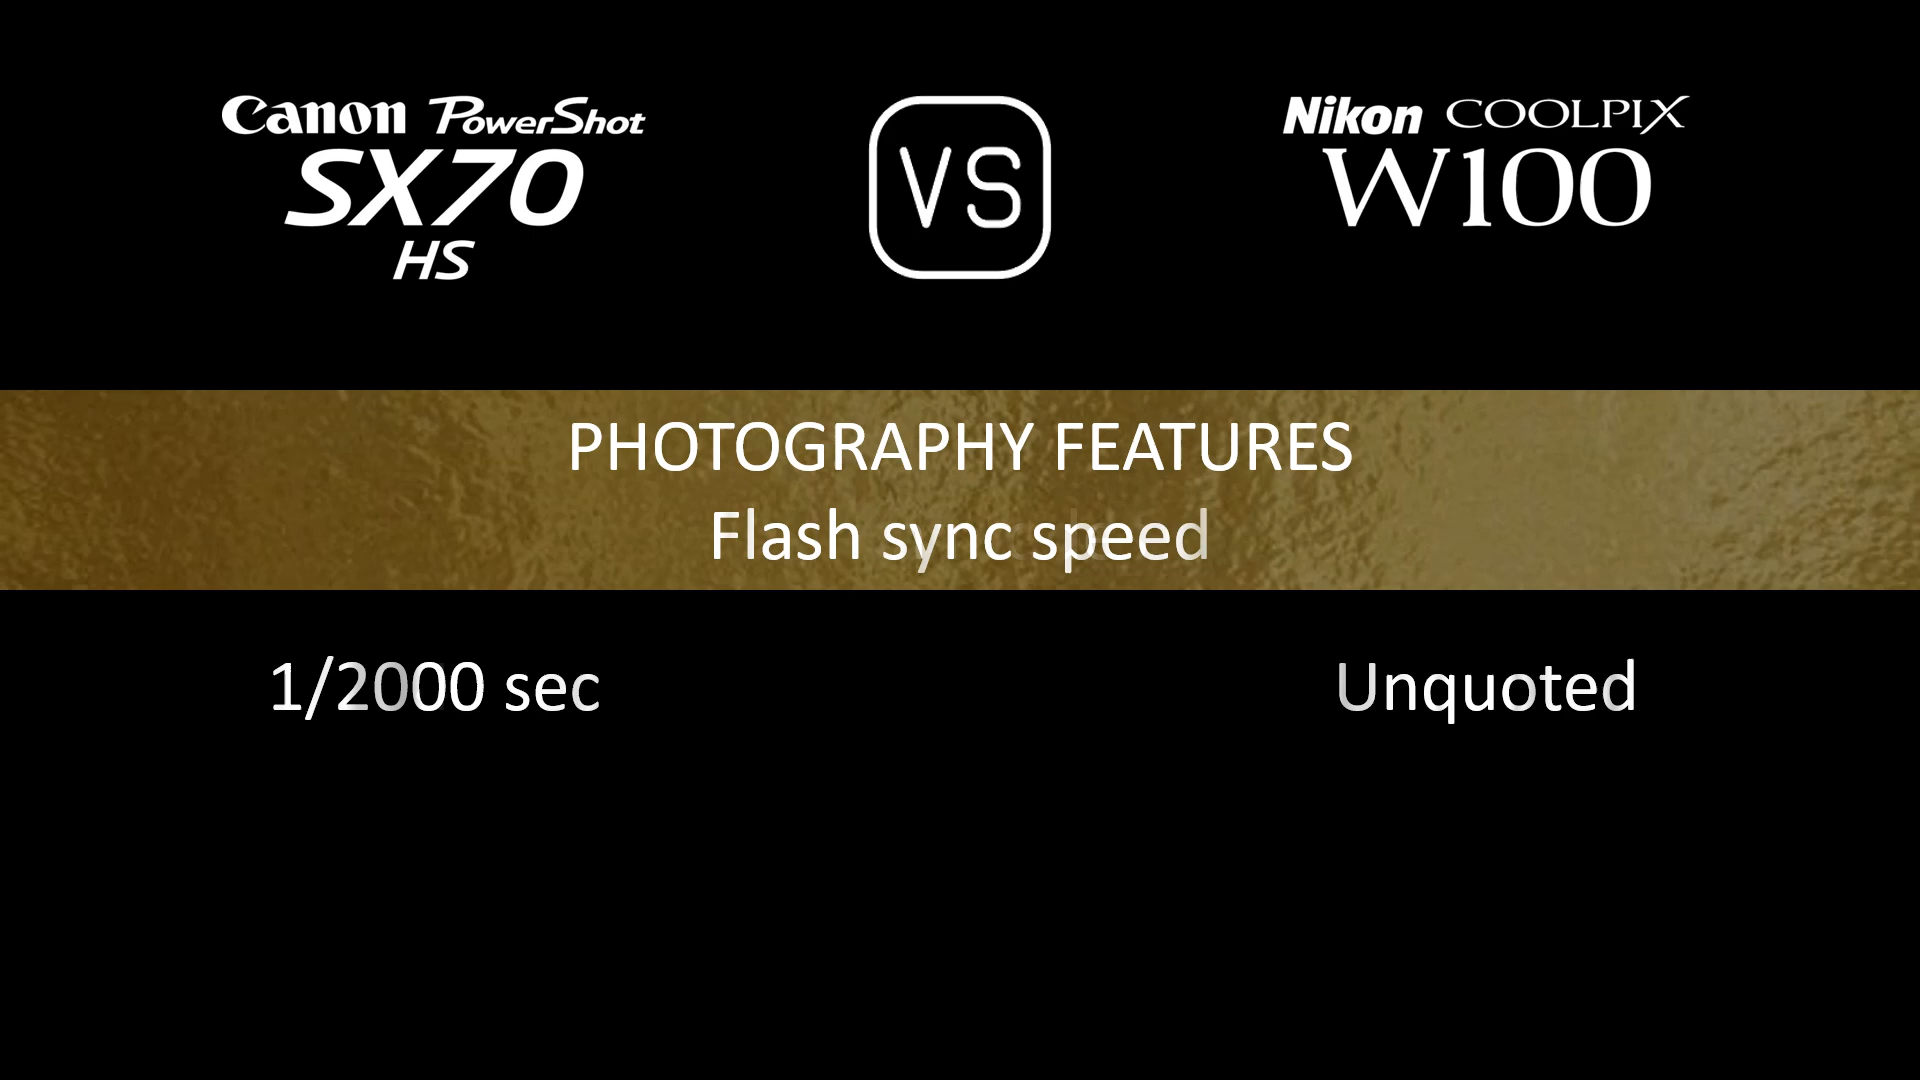 Canon PowerShot
SX70
HS
VS
Nikon COOLPIX
W100
PHOTOGRAPHY FEATURES
Flash sync speed
1/2000 sec
Unquoted